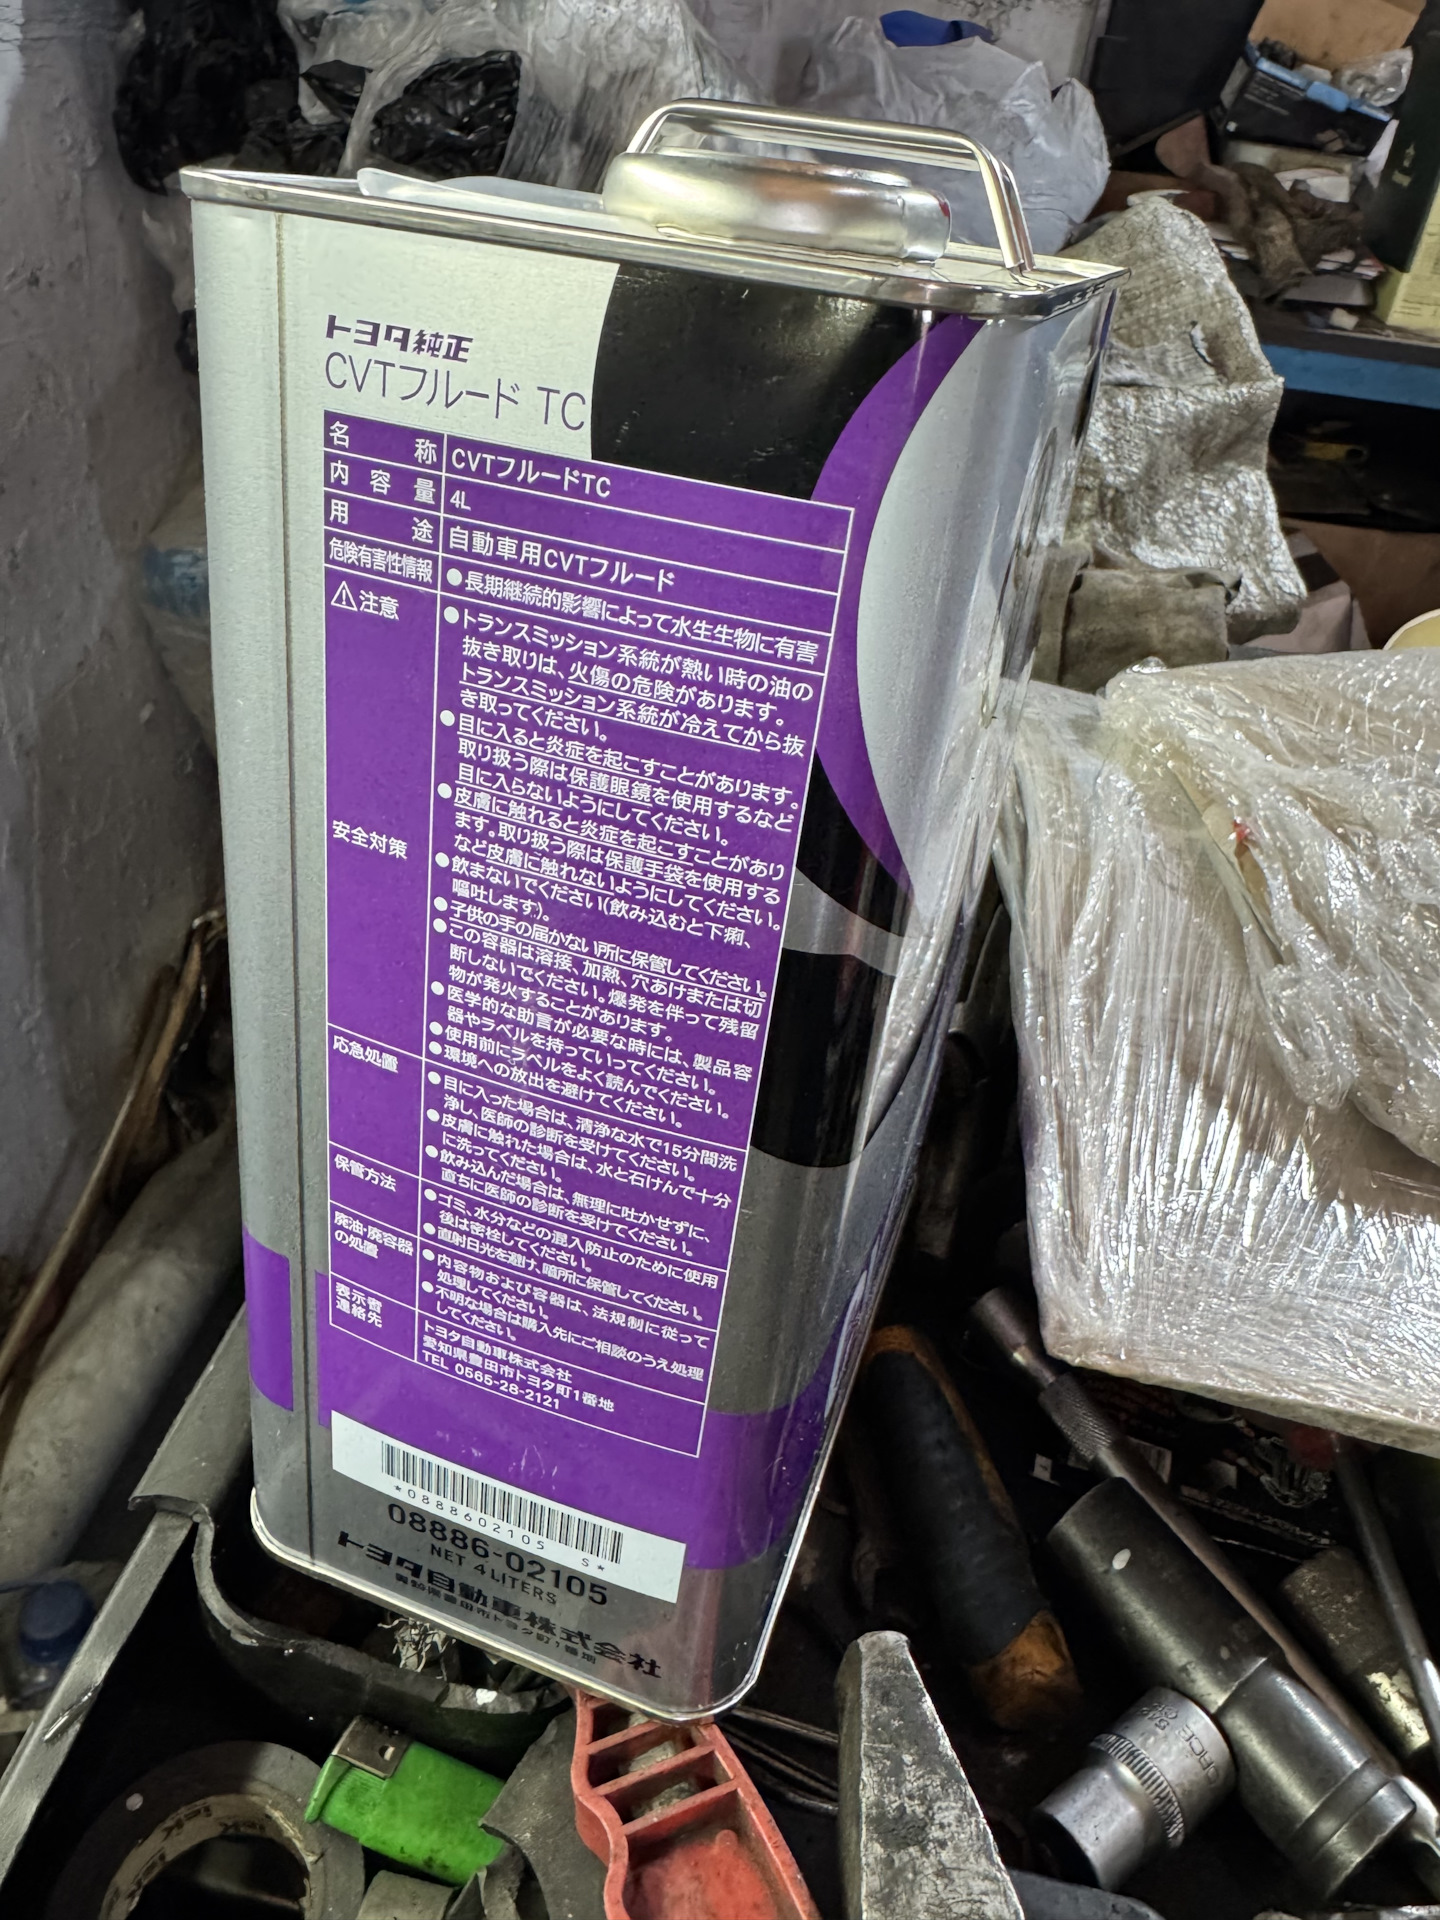 トヨタ純正
CVTフルード TC
名称 CVTフルードTC
内容量 4L
用途 自動車用CVTフルード
危険有害性情報 ●長期継続的影響によって水生生物に有害
⚠注意
安全対策
●トランスミッション系統が熱い時の油の
抜き取りは、火傷の危険があります。
トランスミッション系統が冷えてから抜
き取ってください。
●目に入ると炎症を起こすことがあります。
取り扱う際は保護眼鏡を使用するなど
目に入らないようにしてください。
●皮膚に触れると炎症を起こすことがあり
ます。取り扱う際は保護手袋を使用する
など皮膚に触れないようにしてください。
●飲まないでください(飲み込むと下痢、
嘔吐します)。
●子供の手の届かない所に保管してください。
●この容器は溶接、加熱、穴あけまたは切
断しないでください。爆発を伴って残留
物が発火することがあります。
●医学的な助言が必要な時には、製品容
器やラベルを持っていってください。
●使用前にラベルをよく読んでください。
●環境への放出を避けてください。
応急処置
●目に入った場合は、清浄な水で15分間洗
浄し、医師の診断を受けてください。
●皮膚に触れた場合は、水と石けんで十分
に洗ってください。
●飲み込んだ場合は、無理に吐かせずに、
直ちに医師の診断を受けてください。
保管方法
●ゴミ、水分などの混入防止のために使用
後は密栓してください。
●直射日光を避け、暗所に保管してください。
廃油・廃容器
の処置
●内容物および容器は、法規制に従って
処理してください。
●不明な場合は購入先にご相談のうえ処理
してください。
表示者
連絡先
トヨタ自動車株式会社
愛知県豊田市トヨタ町1番地
TEL 0565-28-2121
*0888602105 S*
08886-02105
NET 4 LITERS
トヨタ自動車株式会社
愛知県豊田市トヨタ町1番地
FORCE